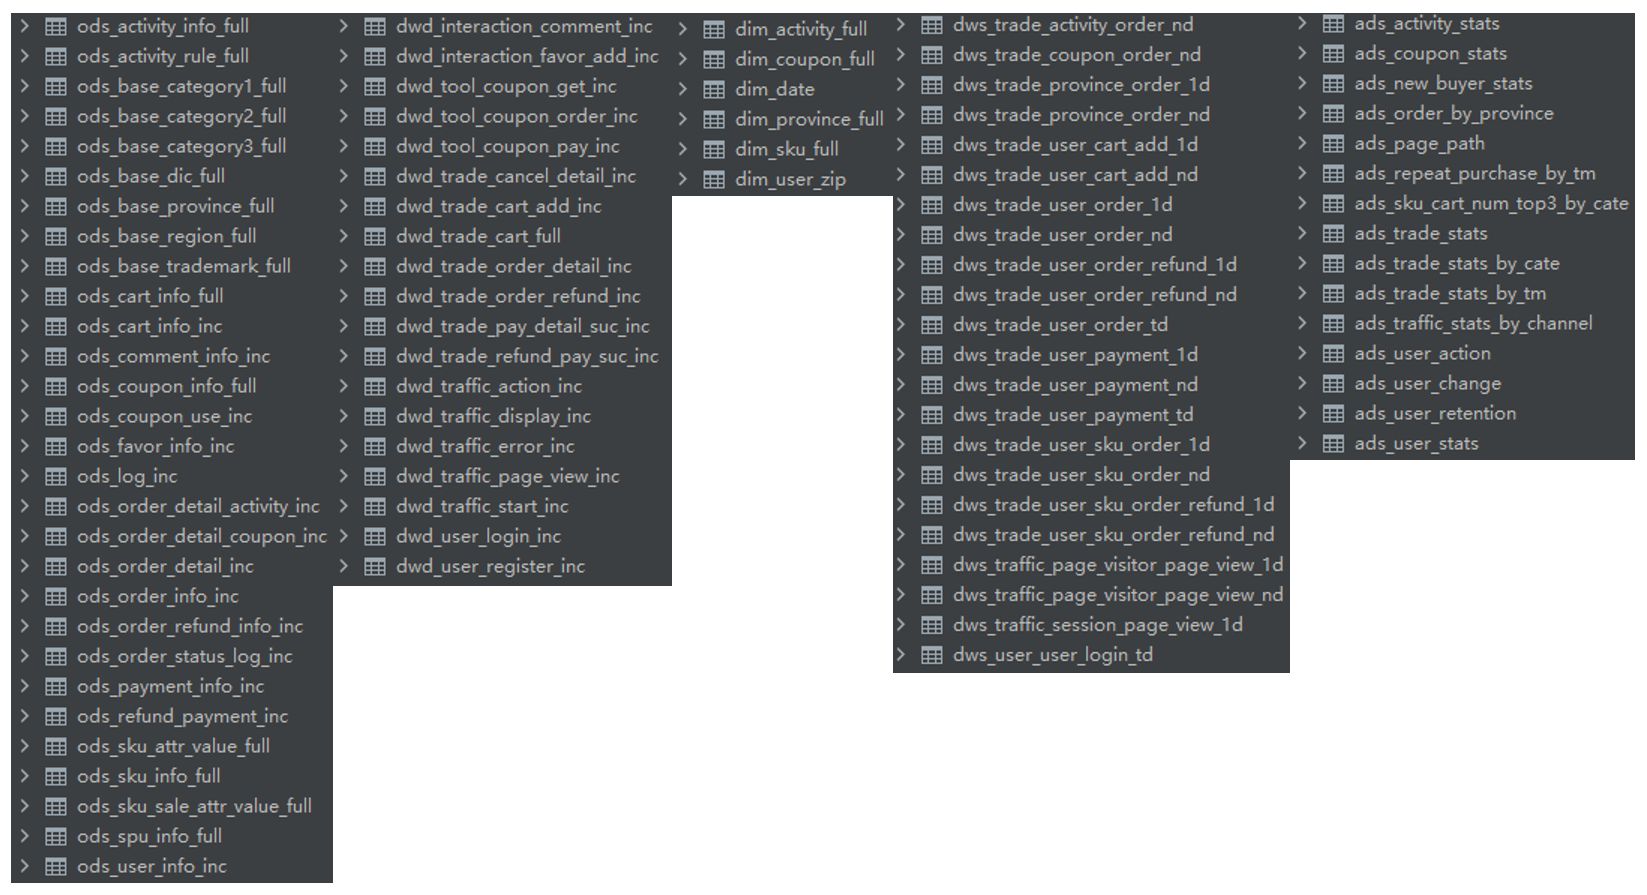 ods_activity_info_full
ods_activity_rule_full
ods_base_category1_full
ods_base_category2_full
ods_base_category3_full
ods_base_dic_full
ods_base_province_full
ods_base_region_full
ods_base_trademark_full
ods_cart_info_full
ods_cart_info_inc
ods_comment_info_inc
ods_coupon_info_full
ods_coupon_use_inc
ods_favor_info_inc
ods_log_inc
ods_order_detail_activity_inc
ods_order_detail_coupon_inc
ods_order_detail_inc
ods_order_info_inc
ods_order_refund_info_inc
ods_order_status_log_inc
ods_payment_info_inc
ods_refund_payment_inc
ods_sku_attr_value_full
ods_sku_info_full
ods_sku_sale_attr_value_full
ods_spu_info_full
ods_user_info_inc
dwd_interaction_comment_inc
dwd_interaction_favor_add_inc
dwd_tool_coupon_get_inc
dwd_tool_coupon_order_inc
dwd_tool_coupon_pay_inc
dwd_trade_cancel_detail_inc
dwd_trade_cart_add_inc
dwd_trade_cart_full
dwd_trade_order_detail_inc
dwd_trade_order_refund_inc
dwd_trade_pay_detail_suc_inc
dwd_trade_refund_pay_suc_inc
dwd_traffic_action_inc
dwd_traffic_display_inc
dwd_traffic_error_inc
dwd_traffic_page_view_inc
dwd_traffic_start_inc
dwd_user_login_inc
dwd_user_register_inc
dim_activity_full
dim_coupon_full
dim_date
dim_province_full
dim_sku_full
dim_user_zip
dws_trade_activity_order_nd
dws_trade_coupon_order_nd
dws_trade_province_order_1d
dws_trade_province_order_nd
dws_trade_user_cart_add_1d
dws_trade_user_cart_add_nd
dws_trade_user_order_1d
dws_trade_user_order_nd
dws_trade_user_order_refund_1d
dws_trade_user_order_refund_nd
dws_trade_user_order_td
dws_trade_user_payment_1d
dws_trade_user_payment_nd
dws_trade_user_payment_td
dws_trade_user_sku_order_1d
dws_trade_user_sku_order_nd
dws_trade_user_sku_order_refund_1d
dws_trade_user_sku_order_refund_nd
dws_traffic_page_visitor_page_view_1d
dws_traffic_page_visitor_page_view_nd
dws_traffic_session_page_view_1d
dws_user_user_login_td
ads_activity_stats
ads_coupon_stats
ads_new_buyer_stats
ads_order_by_province
ads_page_path
ads_repeat_purchase_by_tm
ads_sku_cart_num_top3_by_cate
ads_trade_stats
ads_trade_stats_by_cate
ads_trade_stats_by_tm
ads_traffic_stats_by_channel
ads_user_action
ads_user_change
ads_user_retention
ads_user_stats